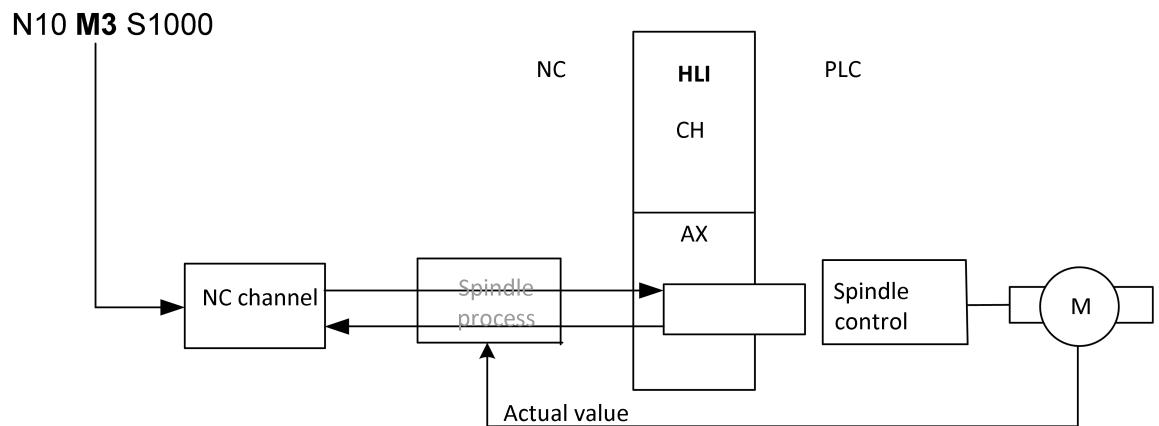 N10 M3 S1000
NC
HLI
PLC
CH
AX
NC channel
Spindle
process
Spindle
control
M
Actual value